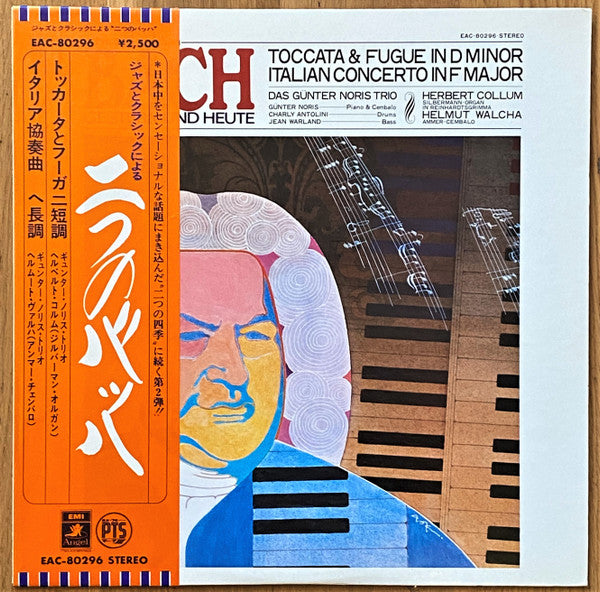 ジャズとクラシックによる“二つのバッハ”
EAC-80296 ¥2,500
トッカータとフーガ ニ短調
イタリア協奏曲 ヘ長調
ジャズとクラシックによる
二つのバッハ
*日本中をセンセーショナルな話題にまき込んだ“二つの四季”に続く第2弾!!
ギュンター・ノリス・トリオ
ヘルベルト・コルム(ジルバーマン・オルガン)
ギュンター・ノリス・トリオ
ヘルムート・ヴァルハ(アンマー・チェンバロ)
EMI
Angel
PTS
EAC-80296 STEREO
EAC-80296 STEREO
CH
ND HEUTE
TOCCATA & FUGUE IN D MINOR
ITALIAN CONCERTO IN F MAJOR
DAS GÜNTER NORIS TRIO
GÜNTER NORIS Piano & Cembalo
CHARLY ANTOLINI Drums
JEAN WARLAND Bass
HERBERT COLLUM
SILBERMANN-ORGAN
IN REINHARDTSGRIMMA
HELMUT WALCHA
AMMER-CEMBALO